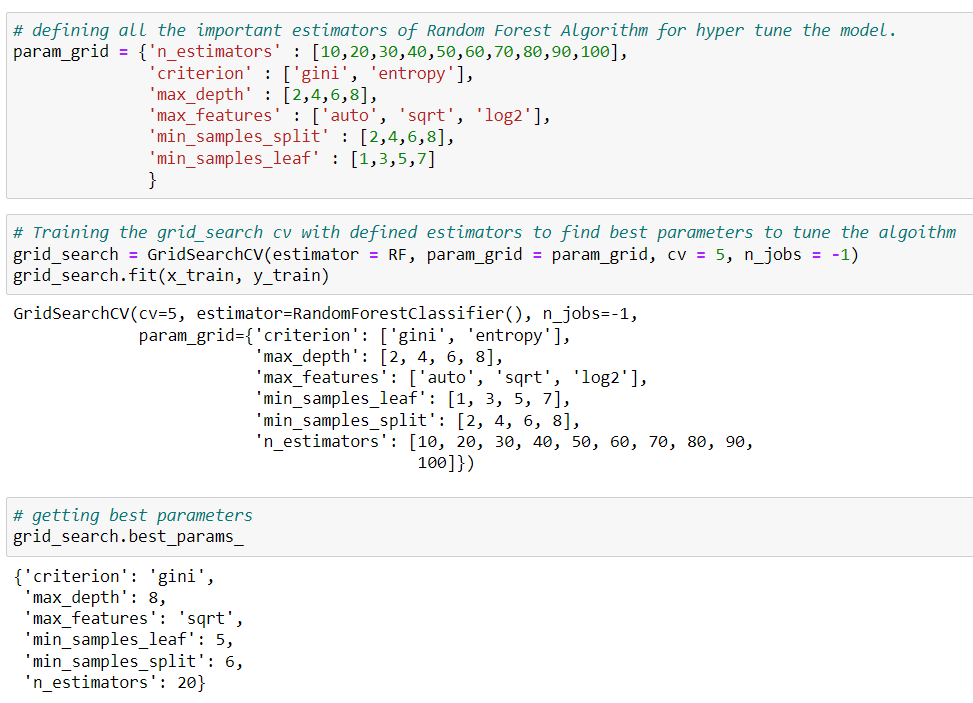 # defining all the important estimators of Random Forest Algorithm for hyper tune the model.
param_grid = {'n_estimators' : [10,20,30,40,50,60,70,80,90,100],
'criterion' : ['gini', 'entropy'],
'max_depth' : [2,4,6,8],
'max_features' : ['auto', 'sqrt', 'log2'],
'min_samples_split' : [2,4,6,8],
'min_samples_leaf' : [1,3,5,7]
}
# Training the grid_search cv with defined estimators to find best parameters to tune the algoithm
grid_search = GridSearchCV(estimator = RF, param_grid = param_grid, cv = 5, n_jobs = -1)
grid_search.fit(x_train, y_train)
GridSearchCV(cv=5, estimator=RandomForestClassifier(), n_jobs=-1,
param_grid={'criterion': ['gini', 'entropy'],
'max_depth': [2, 4, 6, 8],
'max_features': ['auto', 'sqrt', 'log2'],
'min_samples_leaf': [1, 3, 5, 7],
'min_samples_split': [2, 4, 6, 8],
'n_estimators': [10, 20, 30, 40, 50, 60, 70, 80, 90,
100]})
# getting best parameters
grid_search.best_params_
{'criterion': 'gini',
'max_depth': 8,
'max_features': 'sqrt',
'min_samples_leaf': 5,
'min_samples_split': 6,
'n_estimators': 20}